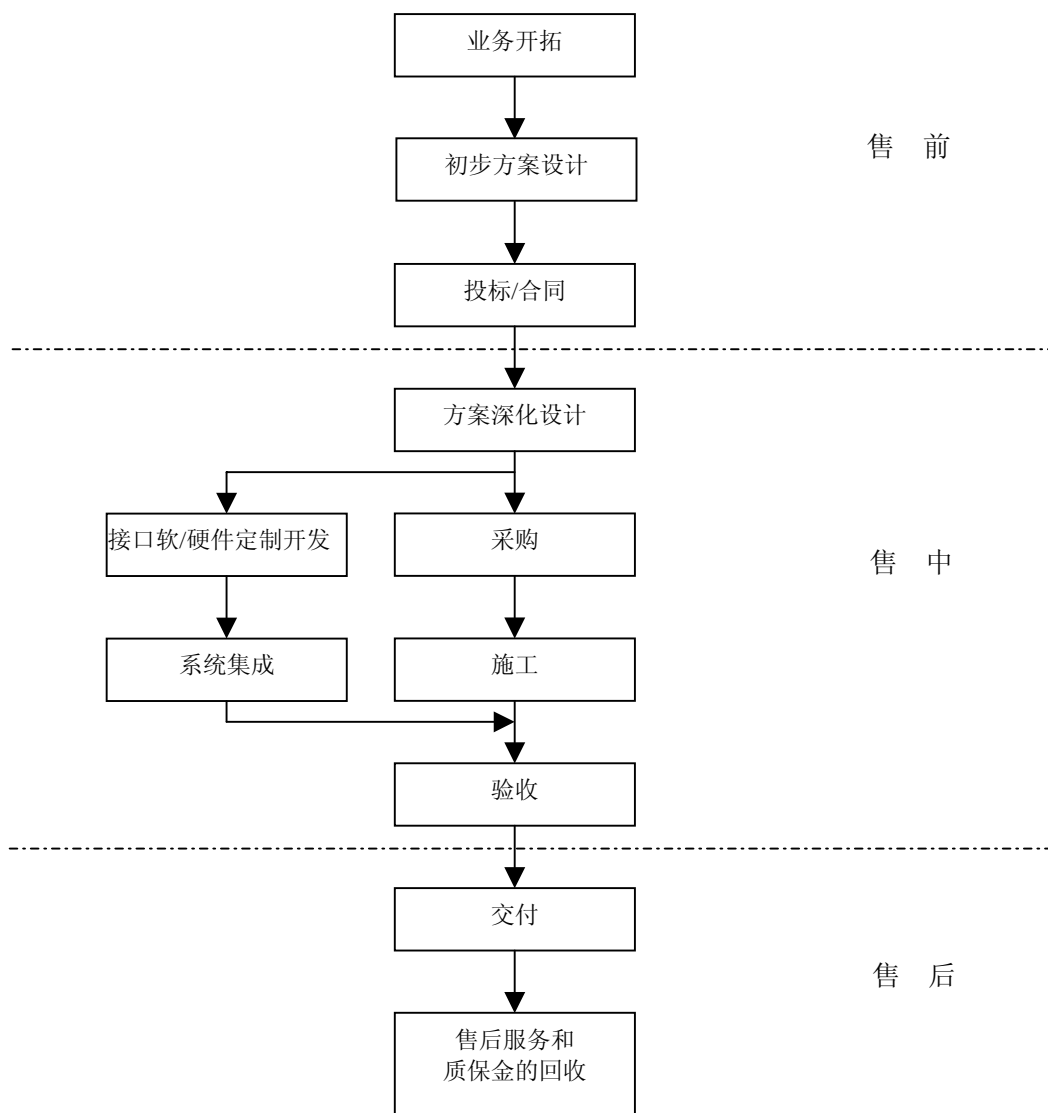 业务开拓
初步方案设计
售 前
投标/合同
方案深化设计
接口软/硬件定制开发
采购
售 中
系统集成
施工
验收
交付
售 后
售后服务和
质保金的回收